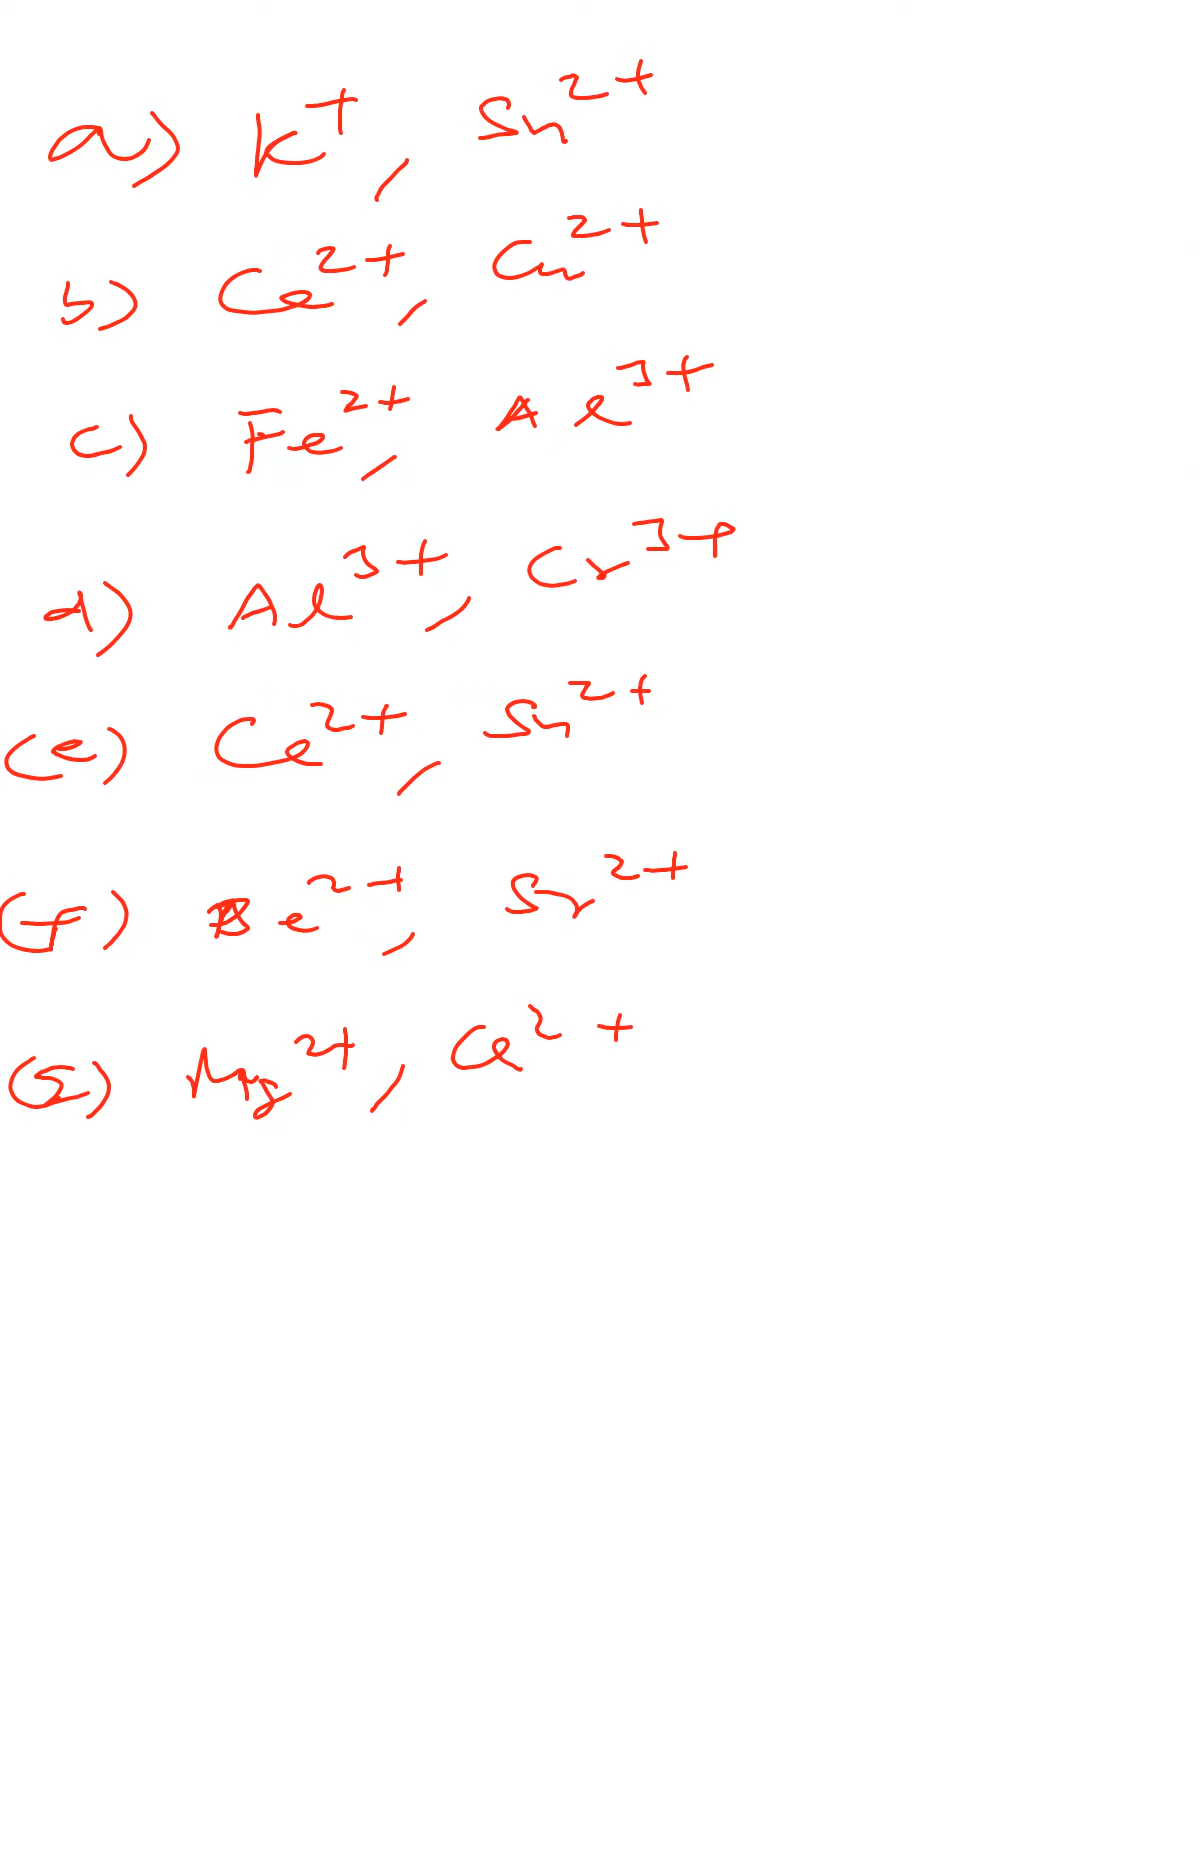 a) K⁺, Sn²⁺
b) Ca²⁺, Cu²⁺
c) Fe²⁺, Al³⁺
d) Al³⁺, Cr³⁺
(e) Ca²⁺, Sn²⁺
(f) Be²⁺, Sr²⁺
(g) Mg²⁺, Ca²⁺